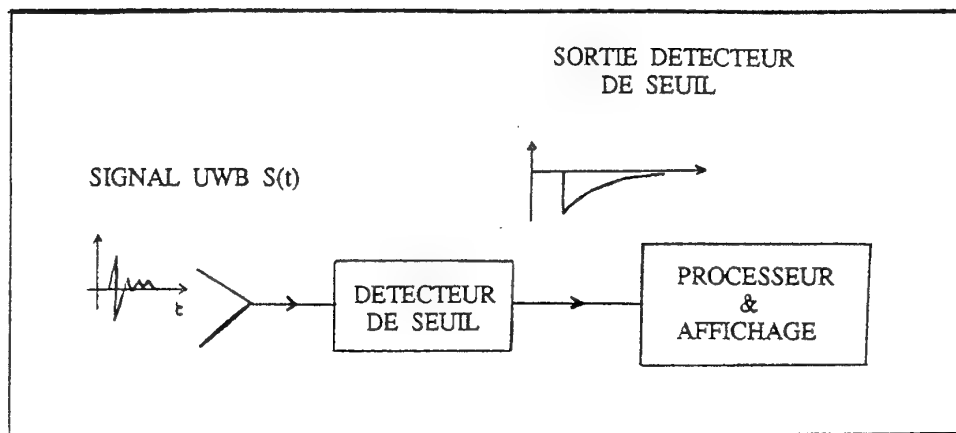 SORTIE DETECTEUR
DE SEUIL
SIGNAL UWB S(t)
t
DETECTEUR
DE SEUIL
PROCESSEUR
&
AFFICHAGE